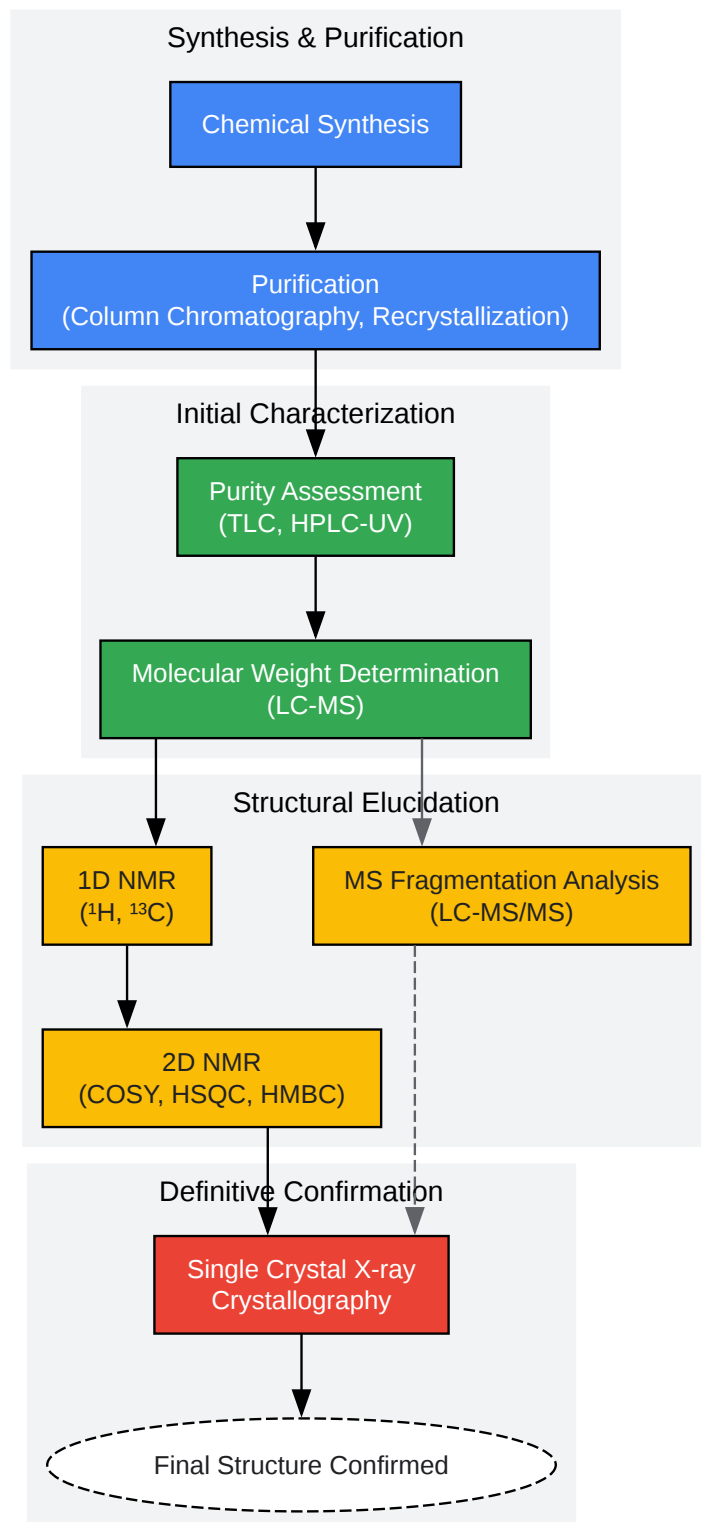 Synthesis & Purification
Chemical Synthesis
Purification
(Column Chromatography, Recrystallization)
Initial Characterization
Purity Assessment
(TLC, HPLC-UV)
Molecular Weight Determination
(LC-MS)
Structural Elucidation
1D NMR
(¹H, ¹³C)
MS Fragmentation Analysis
(LC-MS/MS)
2D NMR
(COSY, HSQC, HMBC)
Definitive Confirmation
Single Crystal X-ray
Crystallography
Final Structure Confirmed